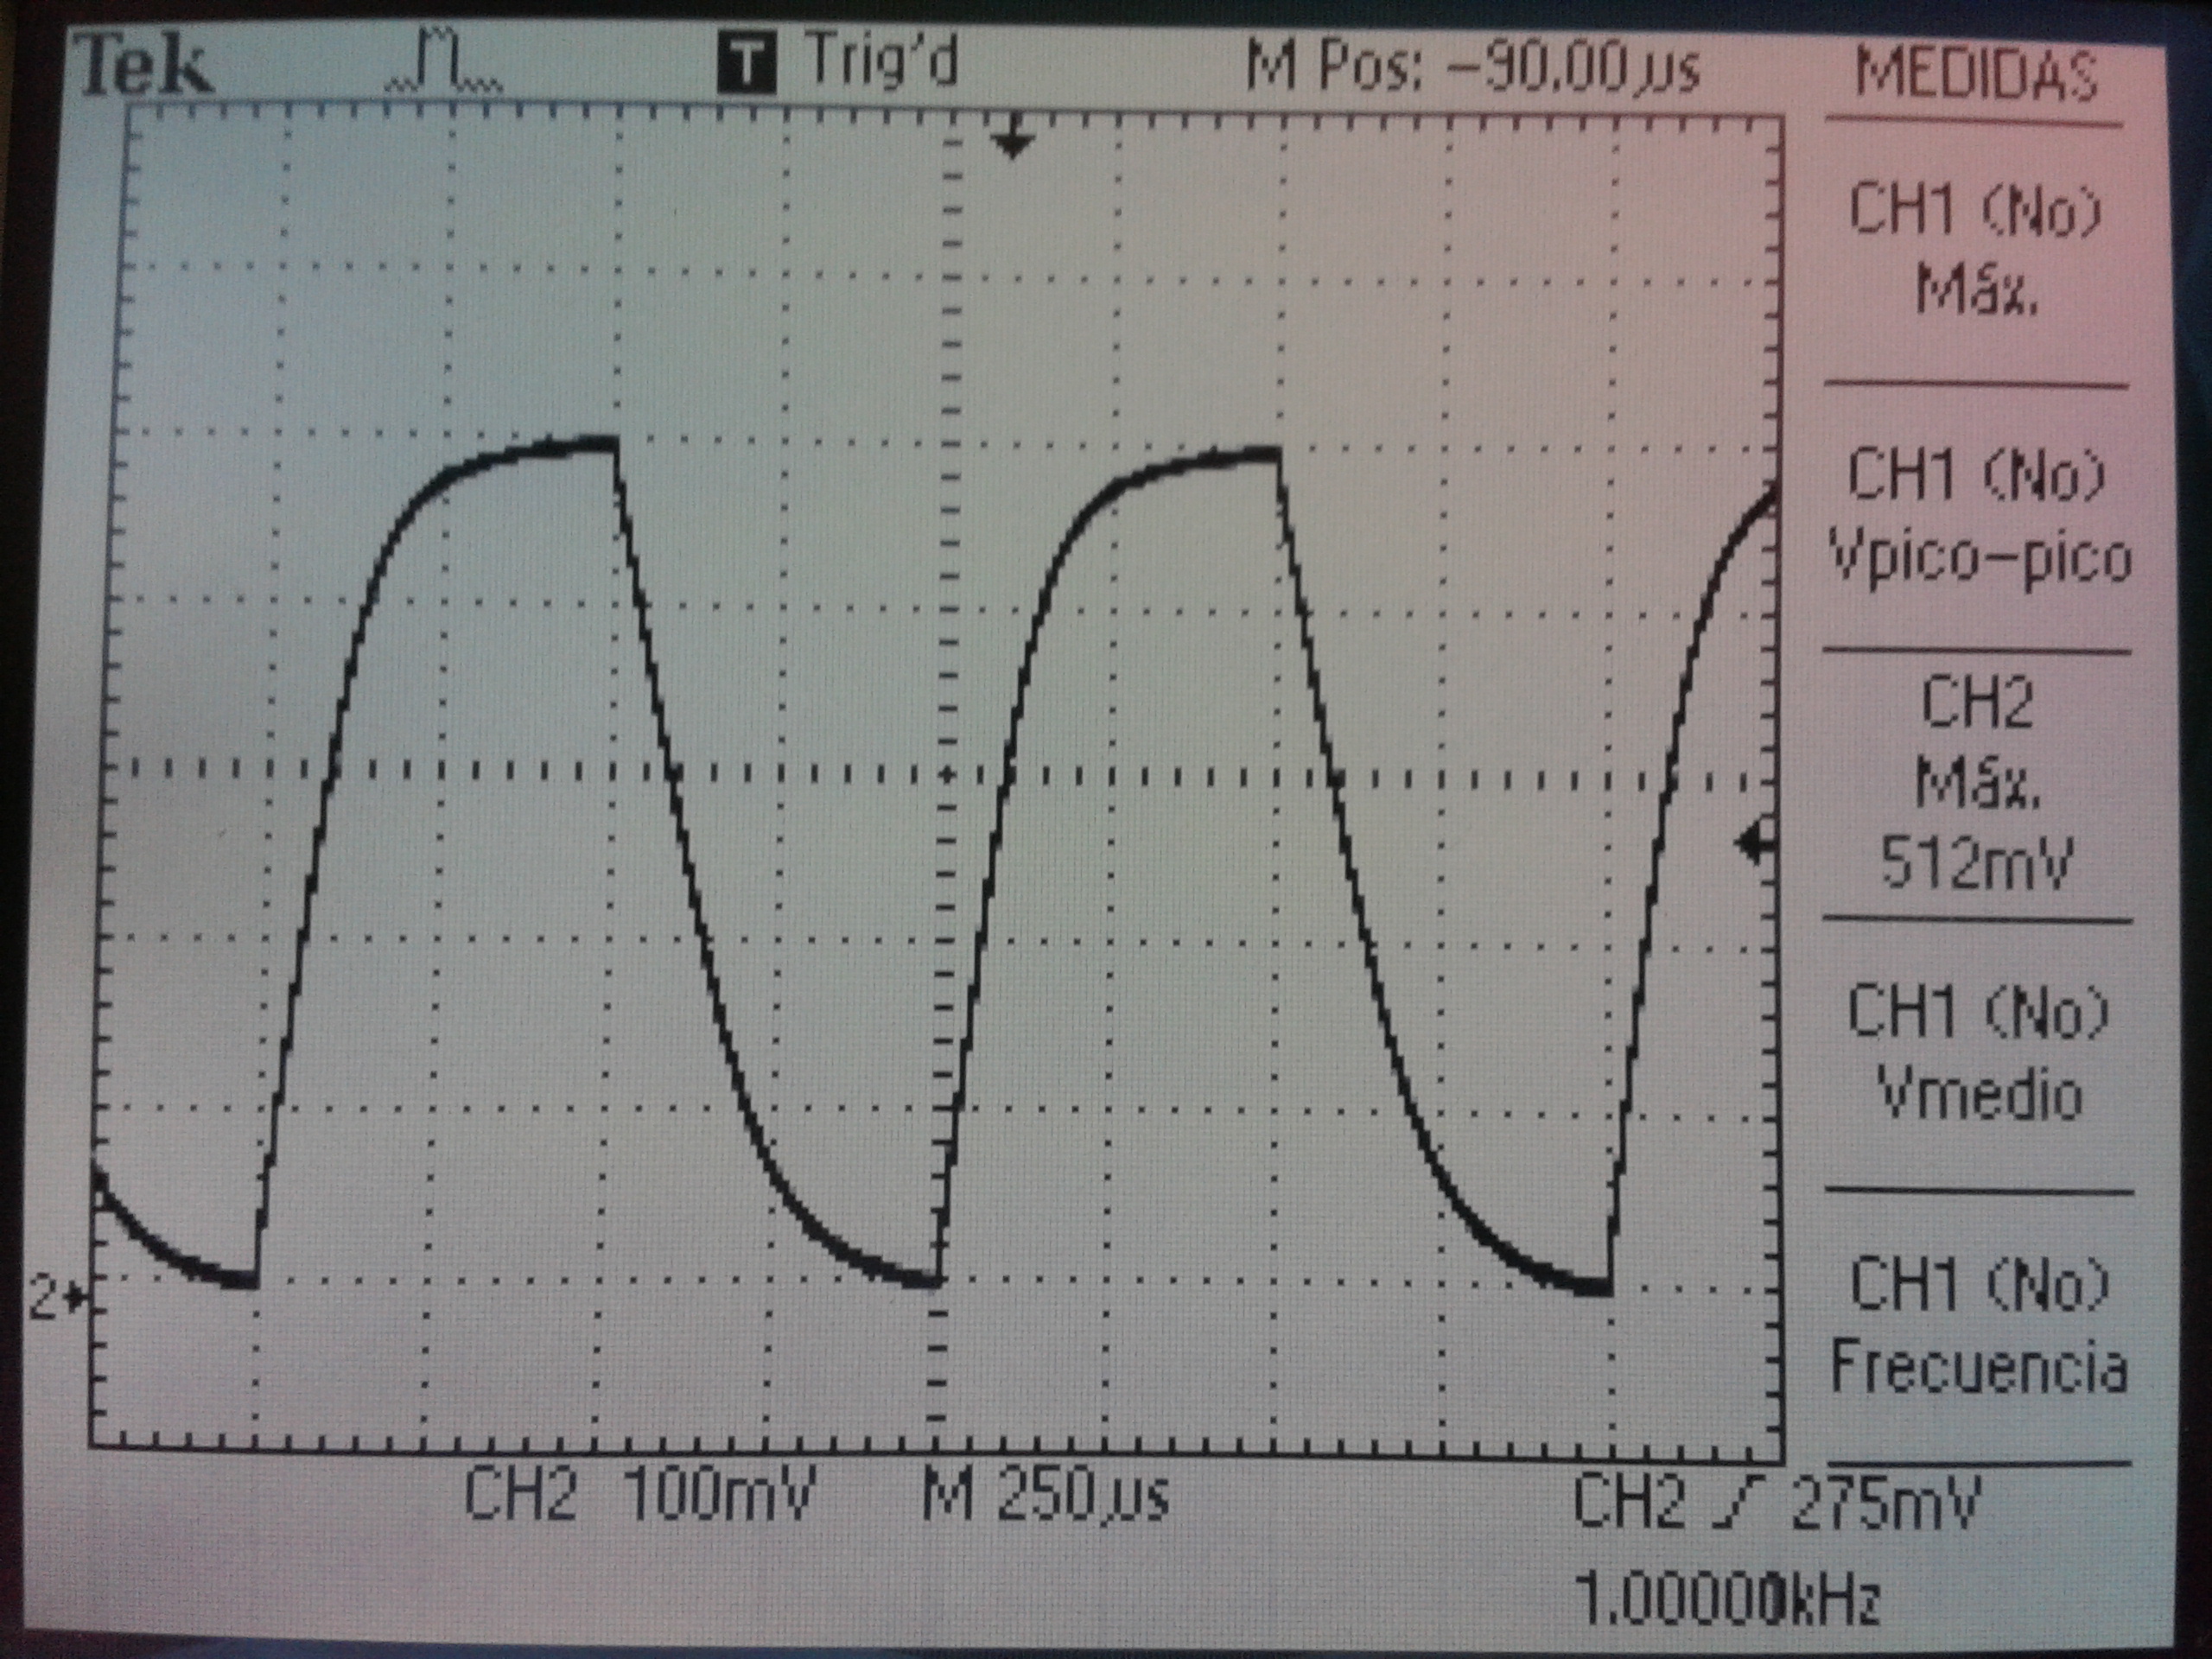 Tek T Trig'd M Pos: -90.00µs MEDIDAS
CH1 (No)
Máx.
CH1 (No)
Vpico-pico
CH2
Máx.
512mV
CH1 (No)
Vmedio
2
CH1 (No)
Frecuencia
CH2 100mV M 250µs CH2 275mV
1.00000kHz